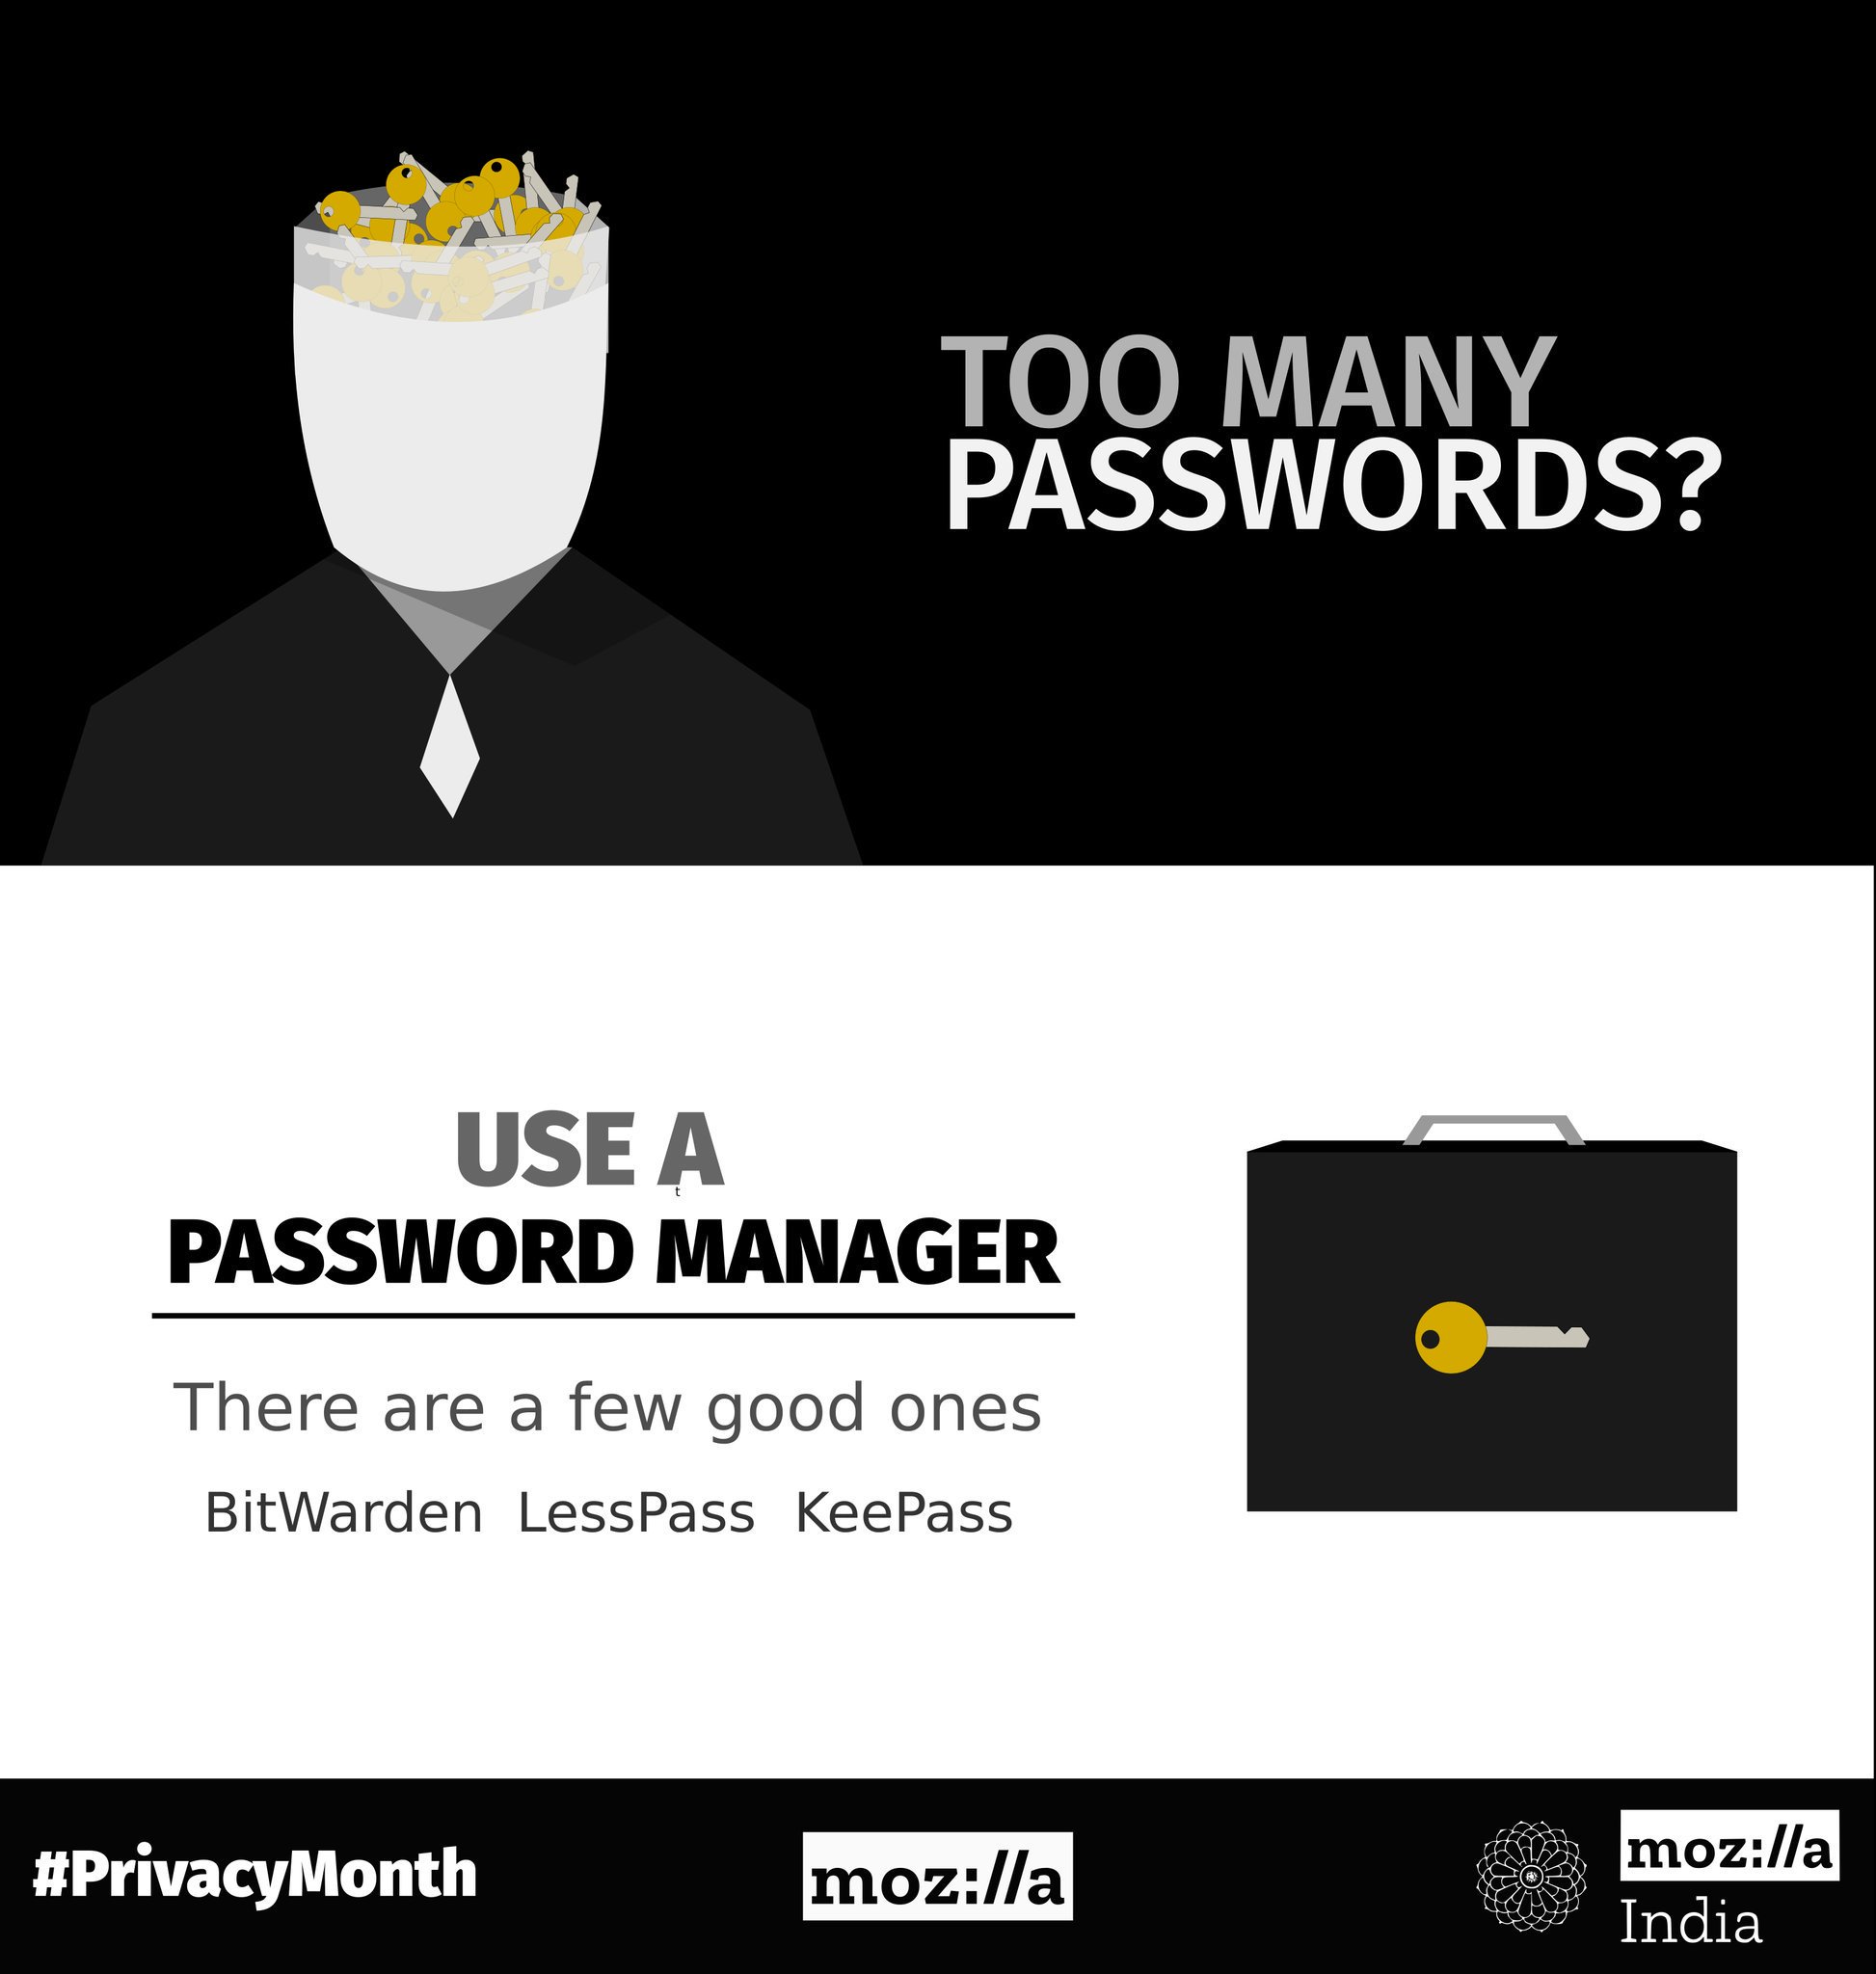 TOO MANY
PASSWORDS?
USE A
t
PASSWORD MANAGER
There are a few good ones
BitWarden LessPass KeePass
#PrivacyMonth
moz://a
moz://a
India